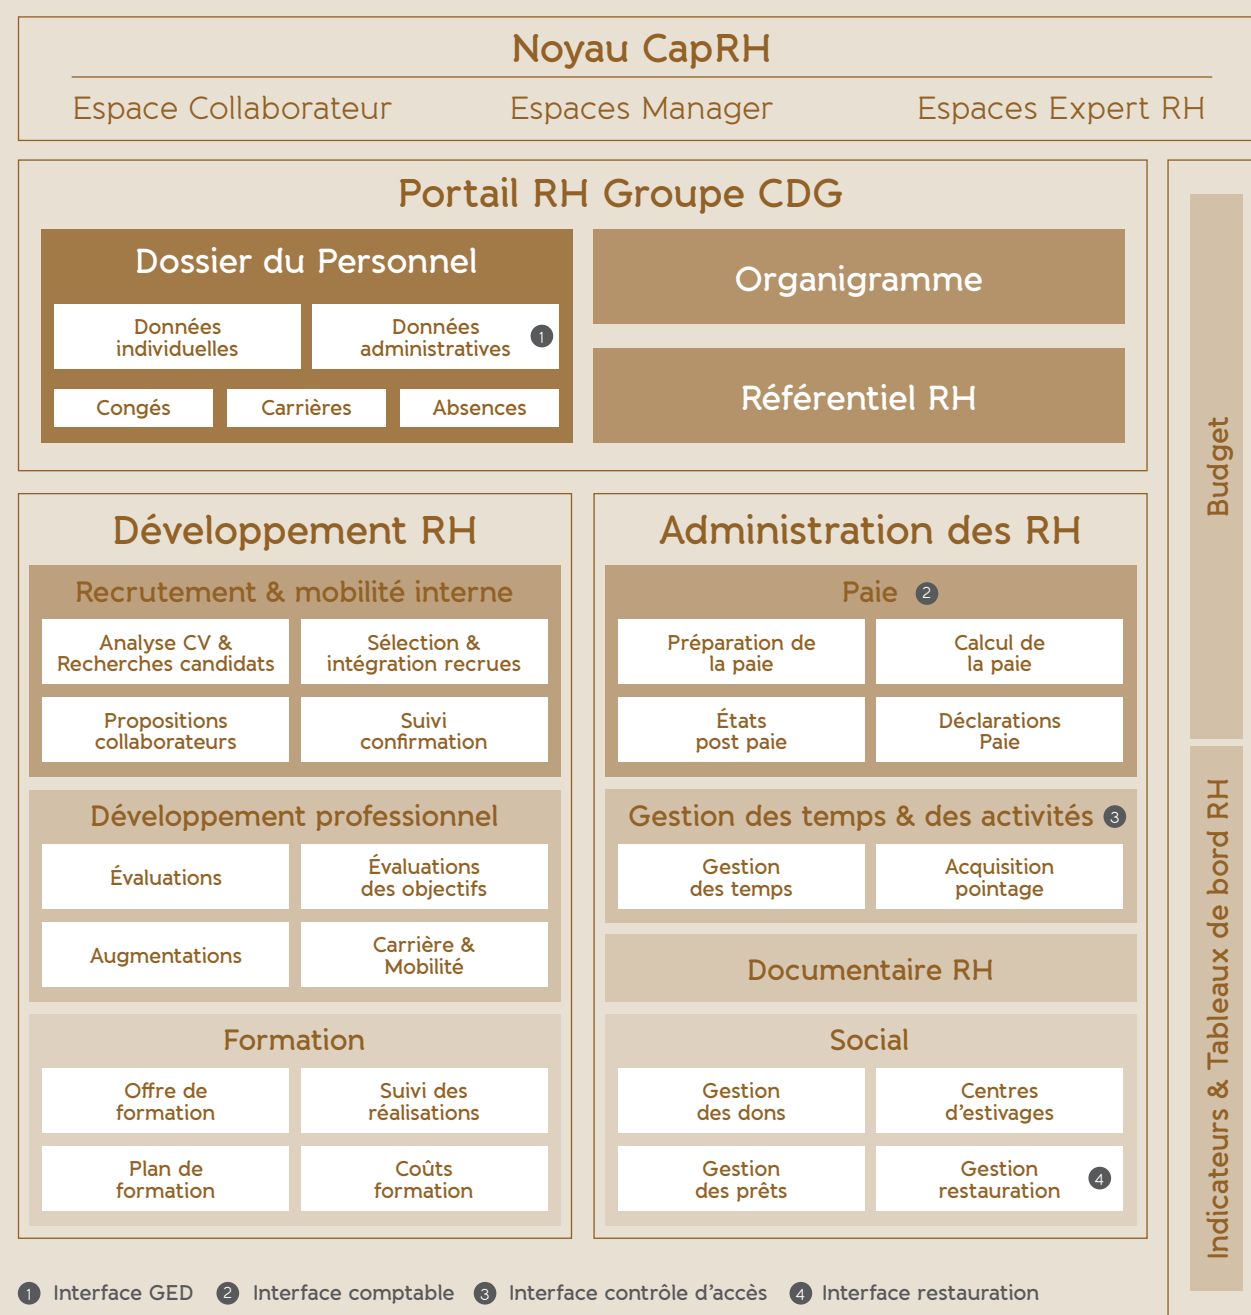 Noyau CapRH
Espace Collaborateur Espaces Manager Espaces Expert RH
Portail RH Groupe CDG
Dossier du Personnel
Données
individuelles
Données
administratives 1
Congés Carrières Absences
Organigramme
Référentiel RH
Développement RH
Recrutement & mobilité interne
Analyse CV &
Recherches candidats
Sélection &
intégration recrues
Propositions
collaborateurs
Suivi
confirmation
Développement professionnel
Évaluations
Évaluations
des objectifs
Augmentations
Carrière &
Mobilité
Formation
Offre de
formation
Suivi des
réalisations
Plan de
formation
Coûts
formation
Administration des RH
Paie 2
Préparation de
la paie
Calcul de
la paie
États
post paie
Déclarations
Paie
Gestion des temps & des activités 3
Gestion
des temps
Acquisition
pointage
Documentaire RH
Social
Gestion
des dons
Centres
d'estivages
Gestion
des prêts
Gestion
restauration 4
Budget
Indicateurs & Tableaux de bord RH
1 Interface GED 2 Interface comptable 3 Interface contrôle d'accès 4 Interface restauration